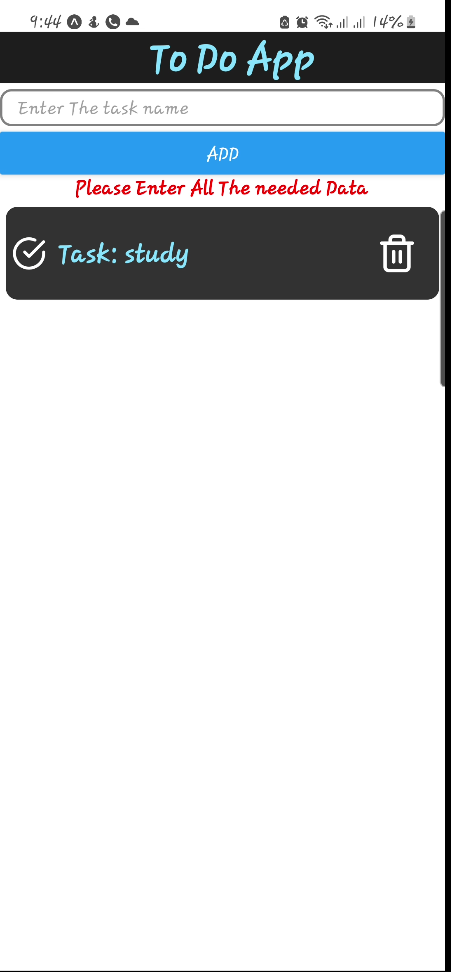 9:44 14%
To Do App
Enter The task name
ADD
Please Enter All The needed Data
Task: study